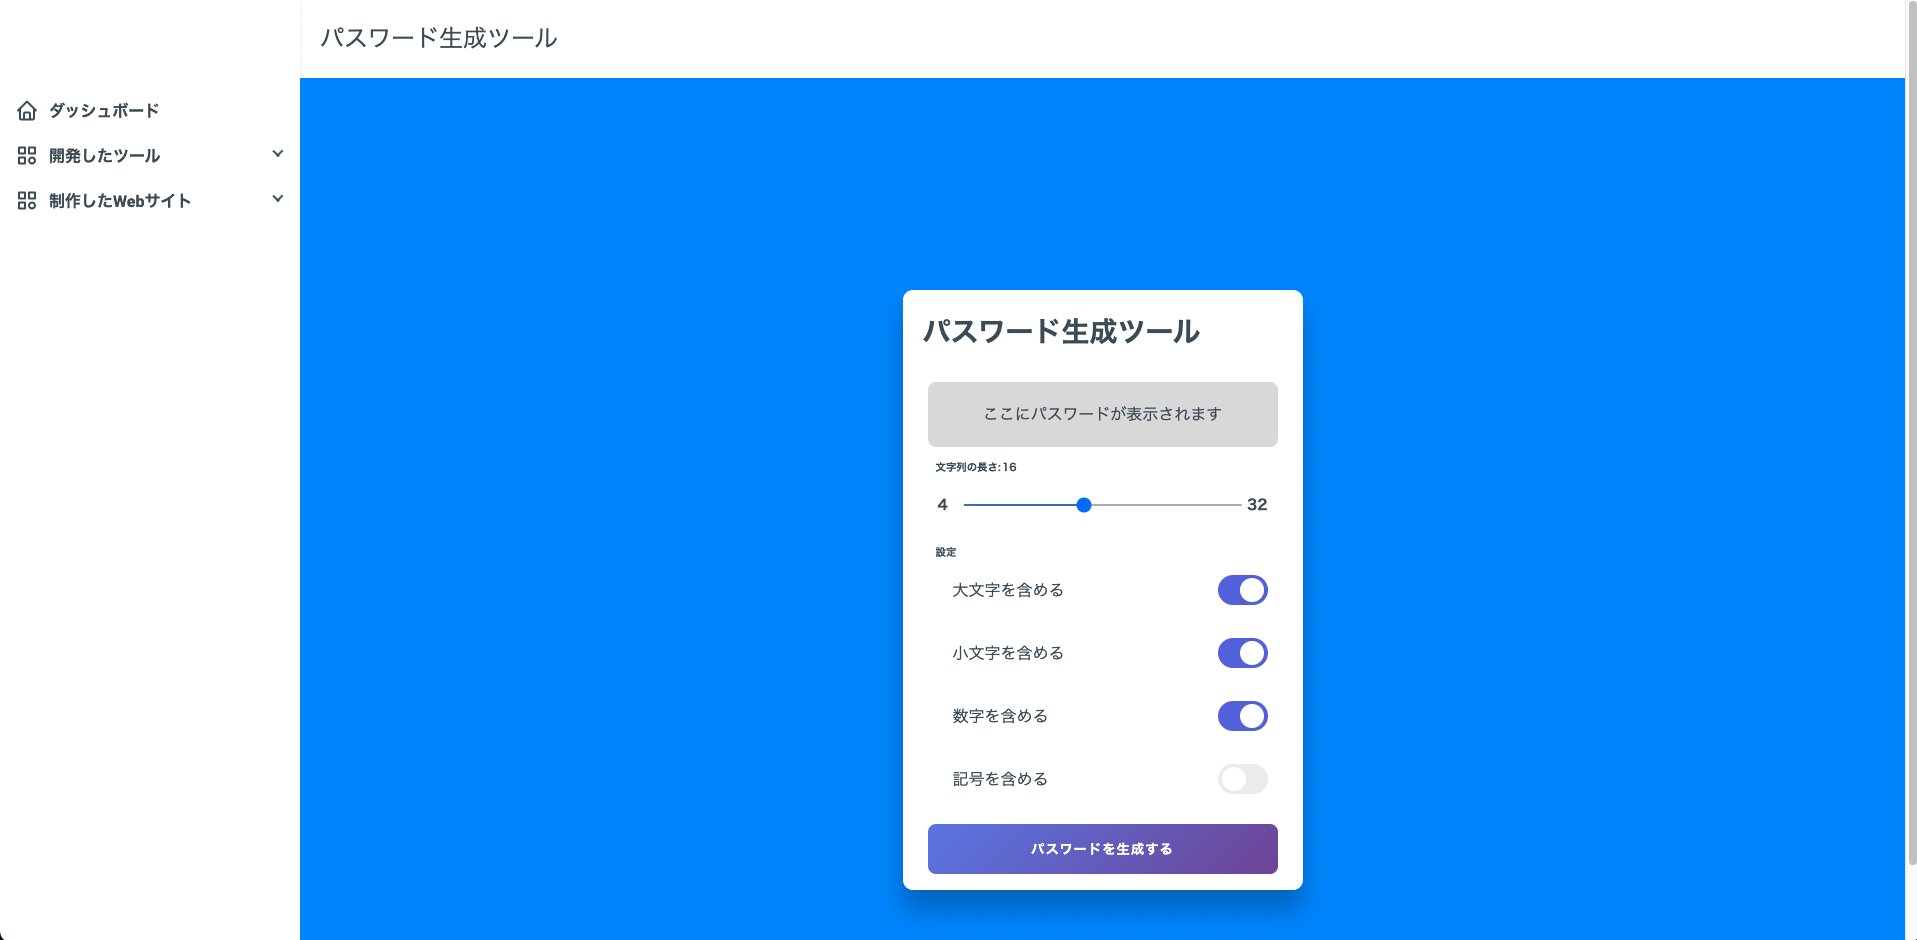 パスワード生成ツール
ダッシュボード
開発したツール
制作したWebサイト
パスワード生成ツール
ここにパスワードが表示されます
文字列の長さ:16
4 32
設定
大文字を含める
小文字を含める
数字を含める
記号を含める
パスワードを生成する